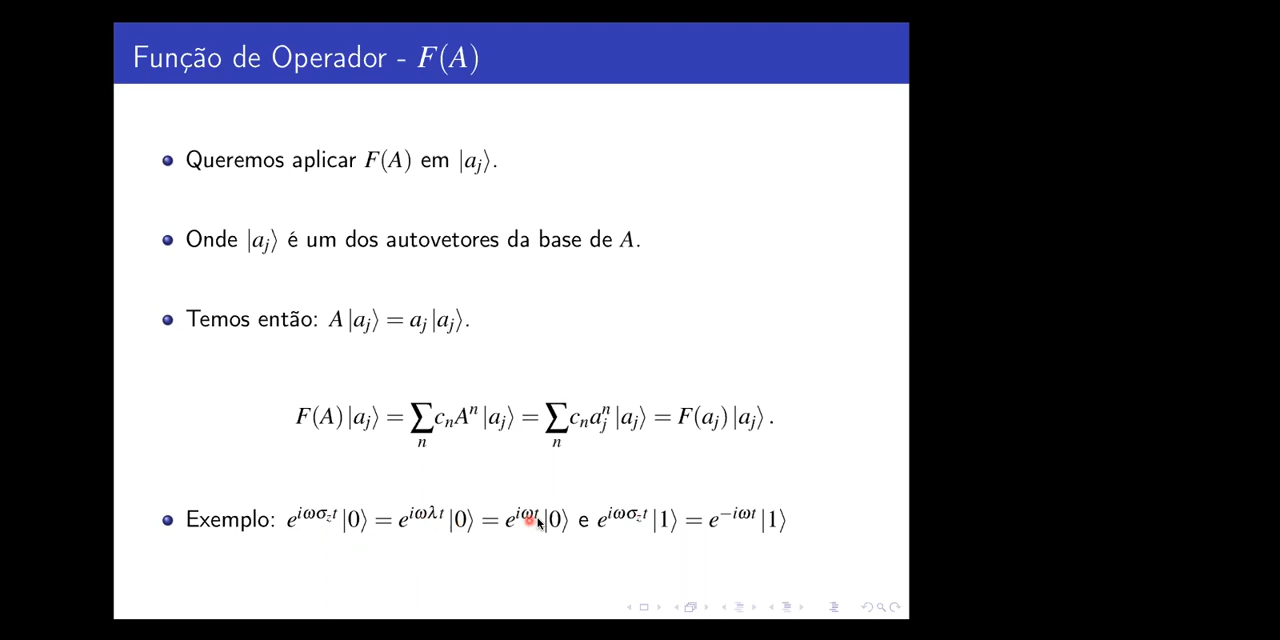 Função de Operador - F(A)
Queremos aplicar F(A) em |a_j⟩.
Onde |a_j⟩ é um dos autovetores da base de A.
Temos então: A|a_j⟩ = a_j|a_j⟩.
F(A)|a_j⟩ = ∑_n c_n A^n |a_j⟩ = ∑_n c_n a_j^n |a_j⟩ = F(a_j)|a_j⟩.
Exemplo: e^{iωσ_z t}|0⟩ = e^{iωλt}|0⟩ = e^{iωt}|0⟩ e e^{iωσ_z t}|1⟩ = e^{−iωt}|1⟩